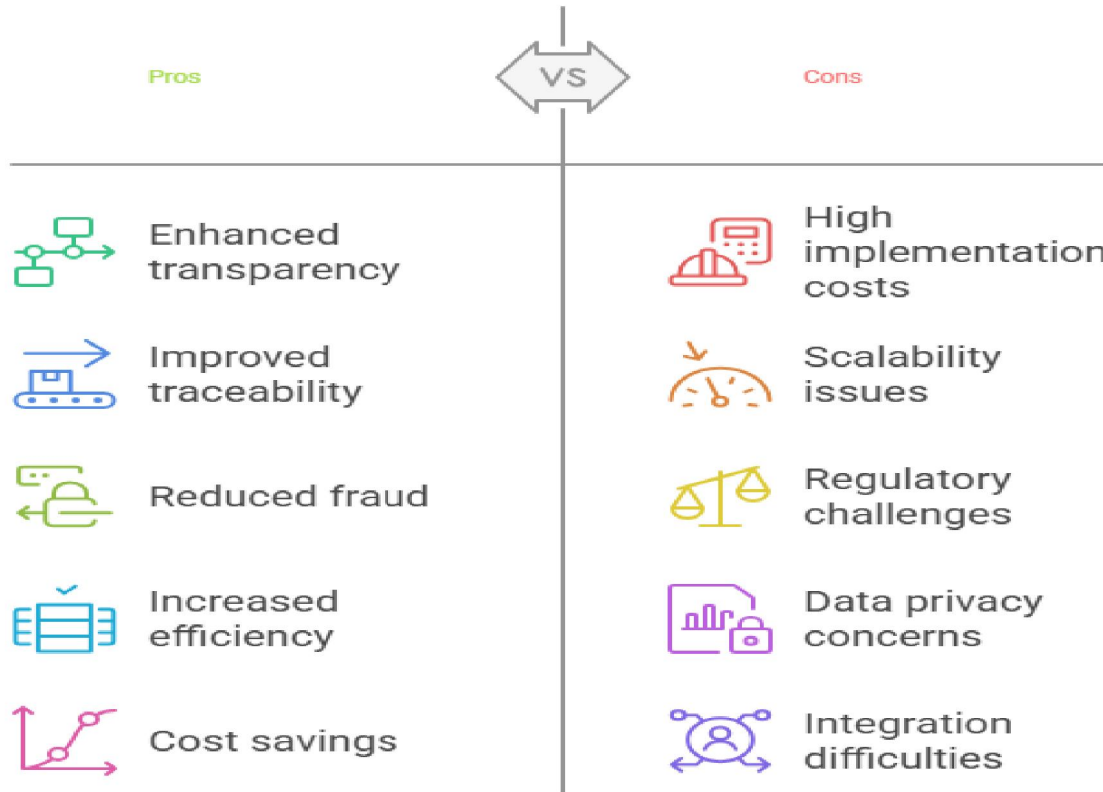 Pros
VS
Cons
Enhanced
transparency
High
implementation
costs
Improved
traceability
Scalability
issues
Reduced fraud
Regulatory
challenges
Increased
efficiency
Data privacy
concerns
Cost savings
Integration
difficulties